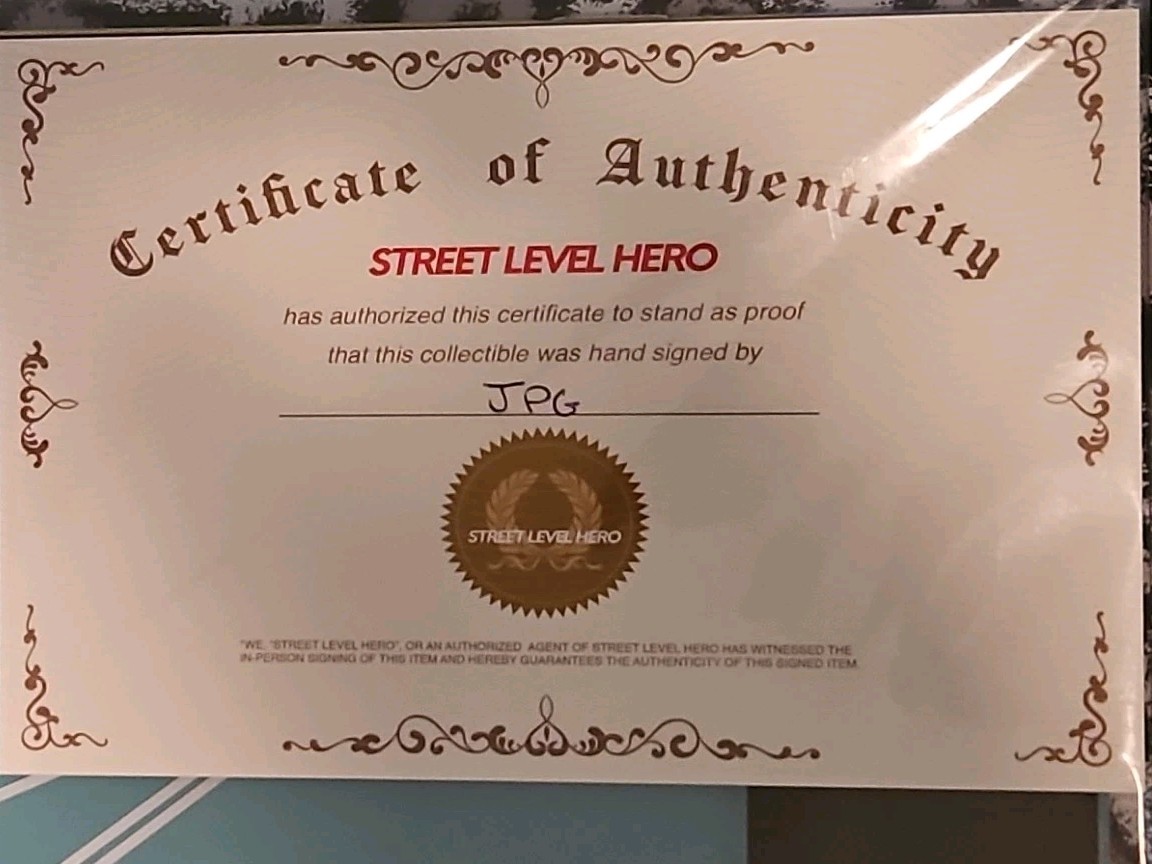 Certificate of Authenticity
STREET LEVEL HERO
has authorized this certificate to stand as proof
that this collectible was hand signed by
JPG
STREET LEVEL HERO
"WE, "STREET LEVEL HERO", OR AN AUTHORIZED AGENT OF STREET LEVEL HERO HAS WITNESSED THE
IN-PERSON SIGNING OF THIS ITEM AND HEREBY GUARANTEES THE AUTHENTICITY OF THIS SIGNED ITEM.